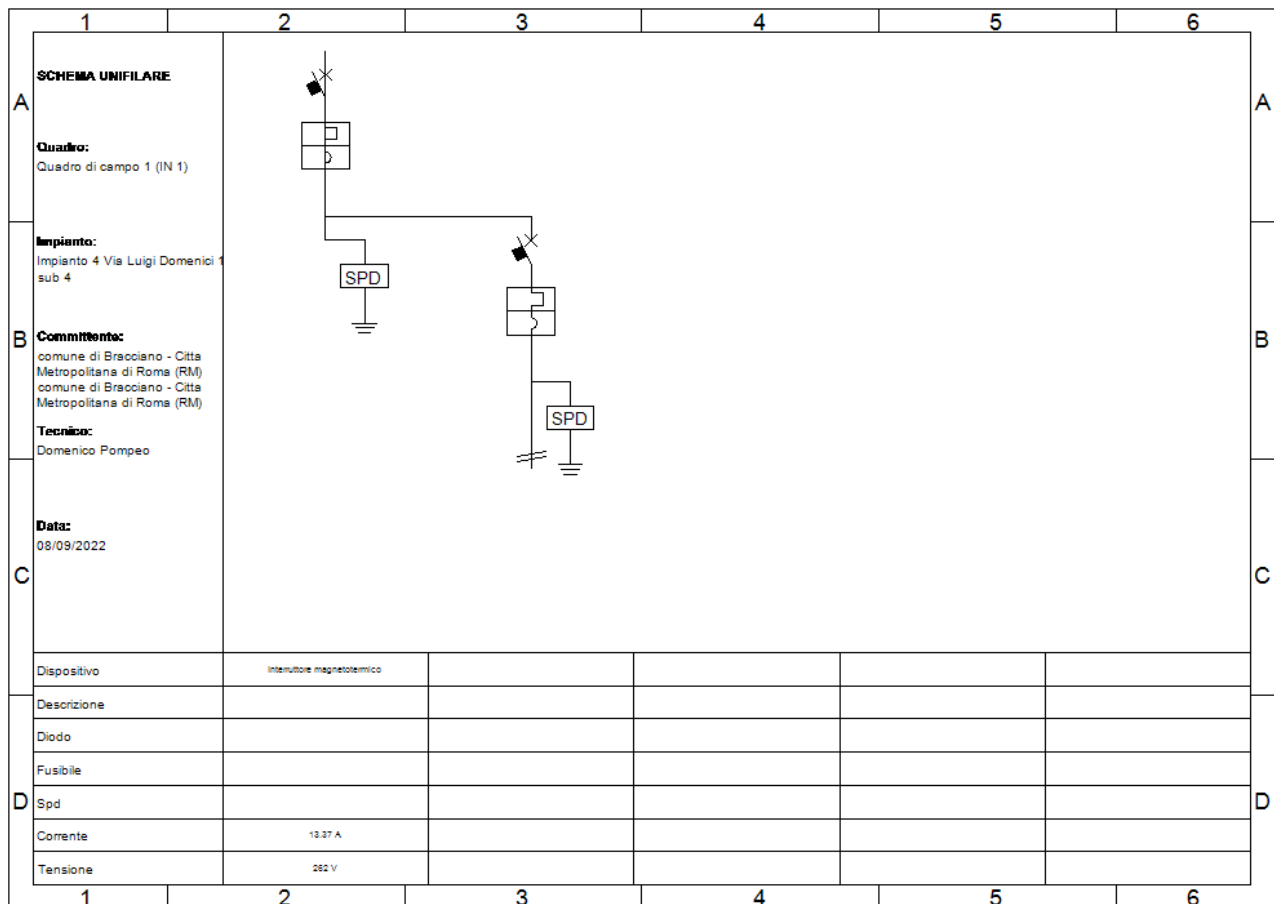 1 2 3 4 5 6
SCHEMA UNIFILARE
A A
Quadro:
Quadro di campo 1 (IN 1)
Impianto:
Impianto 4 Via Luigi Domenici 1
sub 4
SPD
B B
Committente:
comune di Bracciano - Citta
Metropolitana di Roma (RM)
comune di Bracciano - Citta
Metropolitana di Roma (RM)
SPD
Tecnico:
Domenico Pompeo
Data:
08/09/2022
C C
Dispositivo Interruttore magnetotermico
Descrizione
Diodo
Fusibile
D D
Spd
Corrente 13.37 A
Tensione 262 V
1 2 3 4 5 6